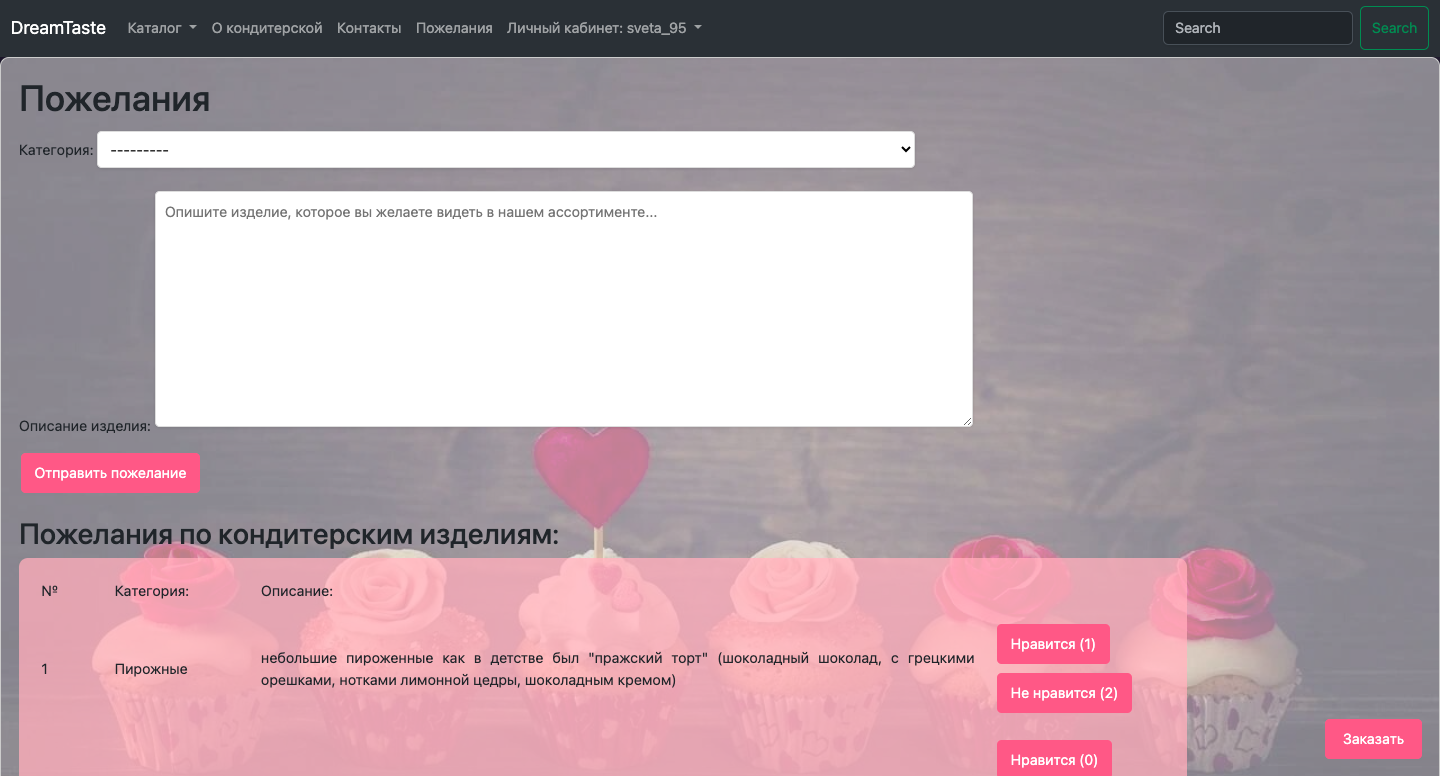 DreamTaste Каталог О кондитерской Контакты Пожелания Личный кабинет: sveta_95 Search Search
Пожелания
Категория: ---------
Опишите изделие, которое вы желаете видеть в нашем ассортименте...
Описание изделия:
Отправить пожелание
Пожелания по кондитерским изделиям:
№ Категория: Описание:
1 Пирожные
небольшие пироженные как в детстве был "пражский торт" (шоколадный шоколад, с грецкими
орешками, нотками лимонной цедры, шоколадным кремом)
Нравится (1)
Не нравится (2)
Заказать
Нравится (0)